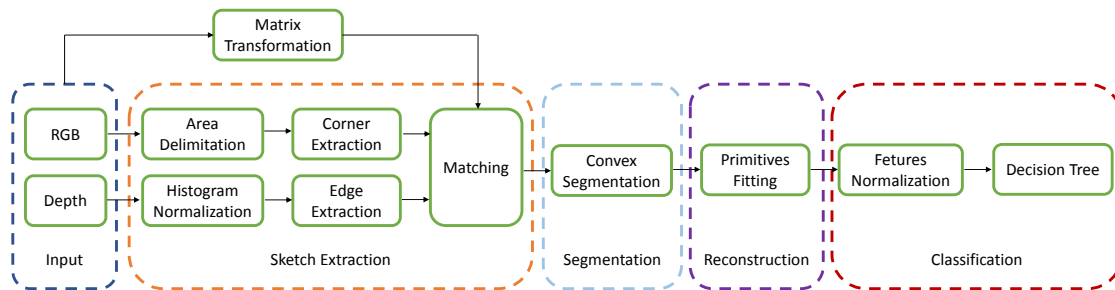 Matrix
Transformation
RGB
Area
Delimitation
Corner
Extraction
Matching
Depth
Histogram
Normalization
Edge
Extraction
Convex
Segmentation
Primitives
Fitting
Fetures
Normalization
Decision Tree
Input
Sketch Extraction
Segmentation
Reconstruction
Classification